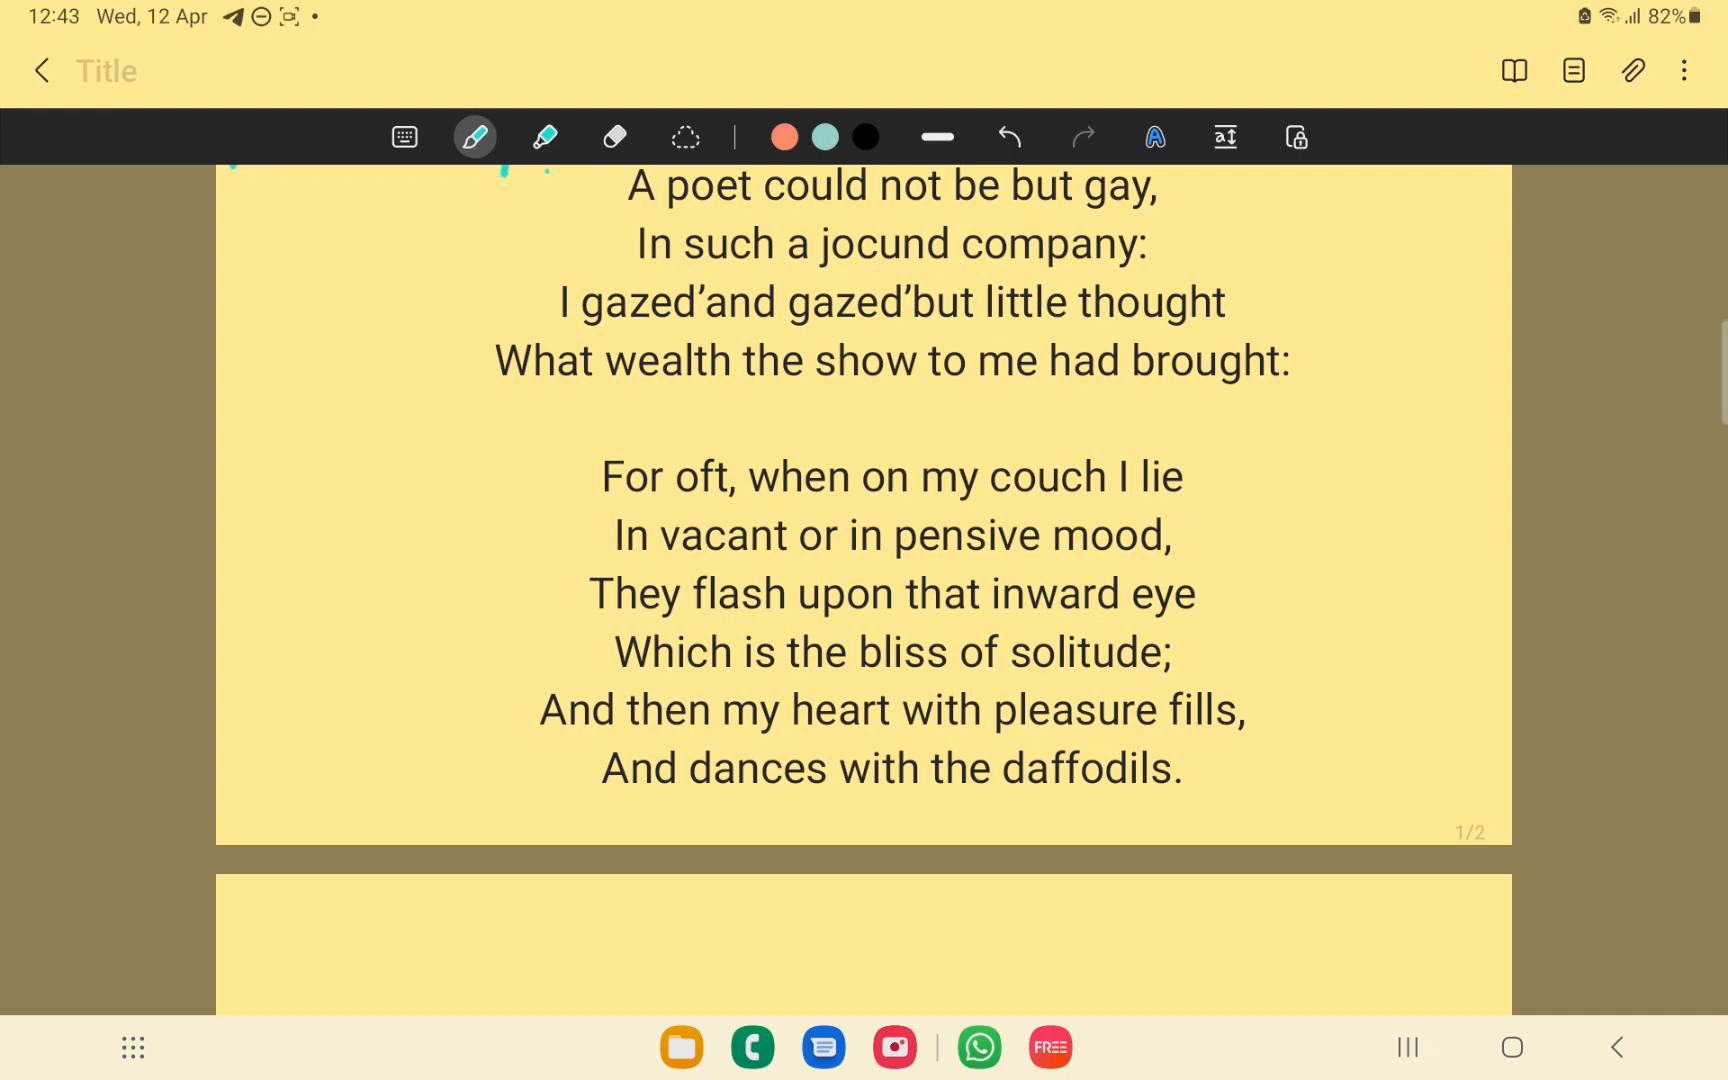 12:43 Wed, 12 Apr 82%
Title
A poet could not be but gay,
In such a jocund company:
I gazed’and gazed’but little thought
What wealth the show to me had brought:
For oft, when on my couch I lie
In vacant or in pensive mood,
They flash upon that inward eye
Which is the bliss of solitude;
And then my heart with pleasure fills,
And dances with the daffodils.
1/2
FREE